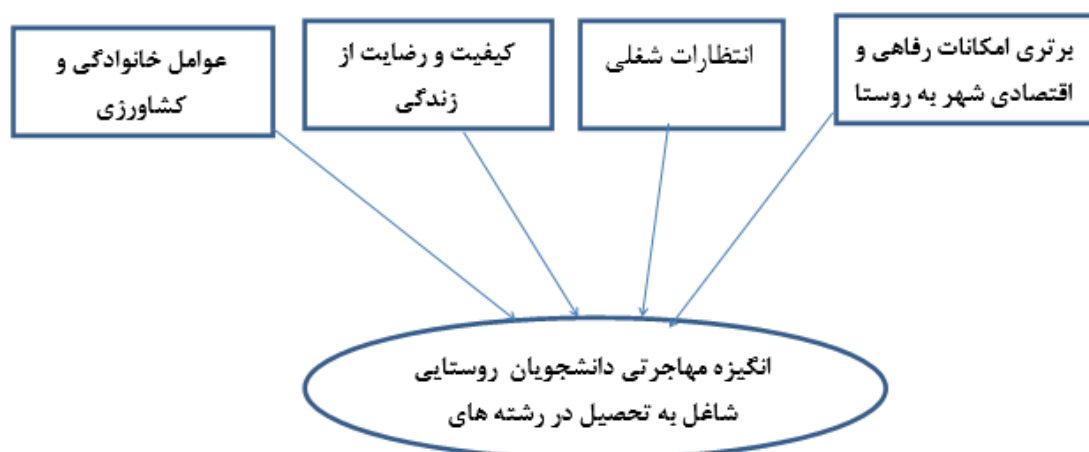 برتری امکانات رفاهی و
اقتصادی شهر به روستا
انتظارات شغلی
کیفیت و رضایت از
زندگی
عوامل خانوادگی و
کشاورزی
انگیزه مهاجرتی دانشجویان روستایی
شاغل به تحصیل در رشته های